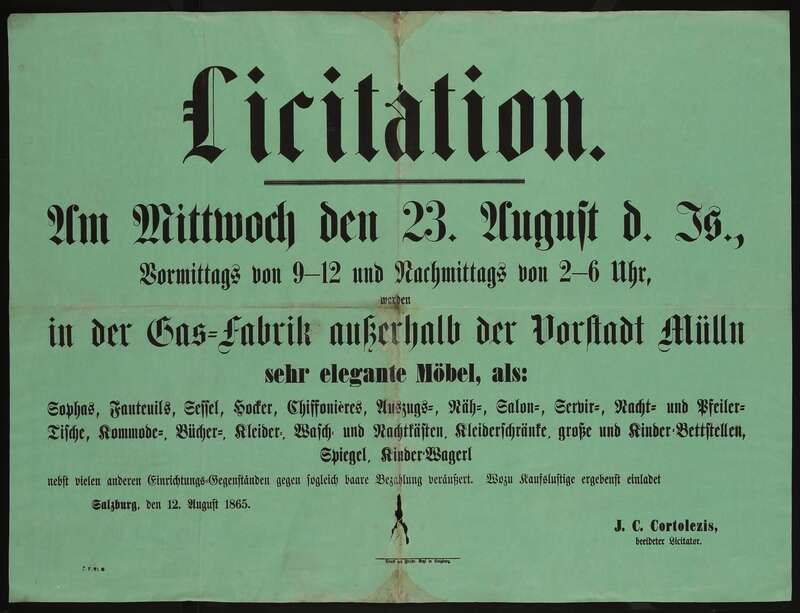 Licitation.
Am Mittwoch den 23. August d. Is.,
Vormittags von 9–12 und Nachmittags von 2–6 Uhr,
werden
in der Gas-Fabrik außerhalb der Vorstadt Mülln
sehr elegante Möbel, als:
Sophas, Fauteuils, Sessel, Hocker, Chiffonières, Auszugs-, Näh-, Salon-, Servir-, Nacht- und Pfeiler-
Tische, Kommode-, Bücher-, Kleider-, Wasch- und Nachtkästen, Kleiderschränke, große und Kinder-Bettstellen,
Spiegel, Kinder-Wagerl
nebst vielen anderen Einrichtungs-Gegenständen gegen sogleich baare Bezahlung veräußert. Wozu Kaufslustige ergebenst einladet
Salzburg, den 12. August 1865.
J. C. Cortolezis,
beeideter Licitator.